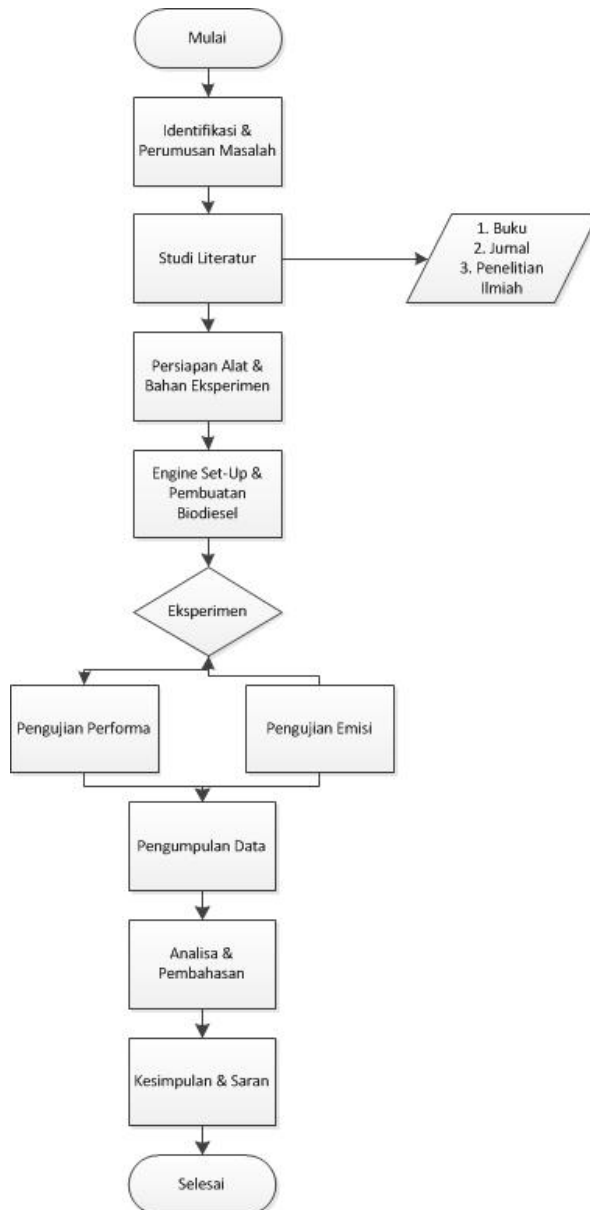 Mulai
Identifikasi &
Perumusan Masalah
Studi Literatur
1. Buku
2. Jurnal
3. Penelitian
Ilmiah
Persiapan Alat &
Bahan Eksperimen
Engine Set-Up &
Pembuatan
Biodiesel
Eksperimen
Pengujian Performa
Pengujian Emisi
Pengumpulan Data
Analisa &
Pembahasan
Kesimpulan & Saran
Selesai